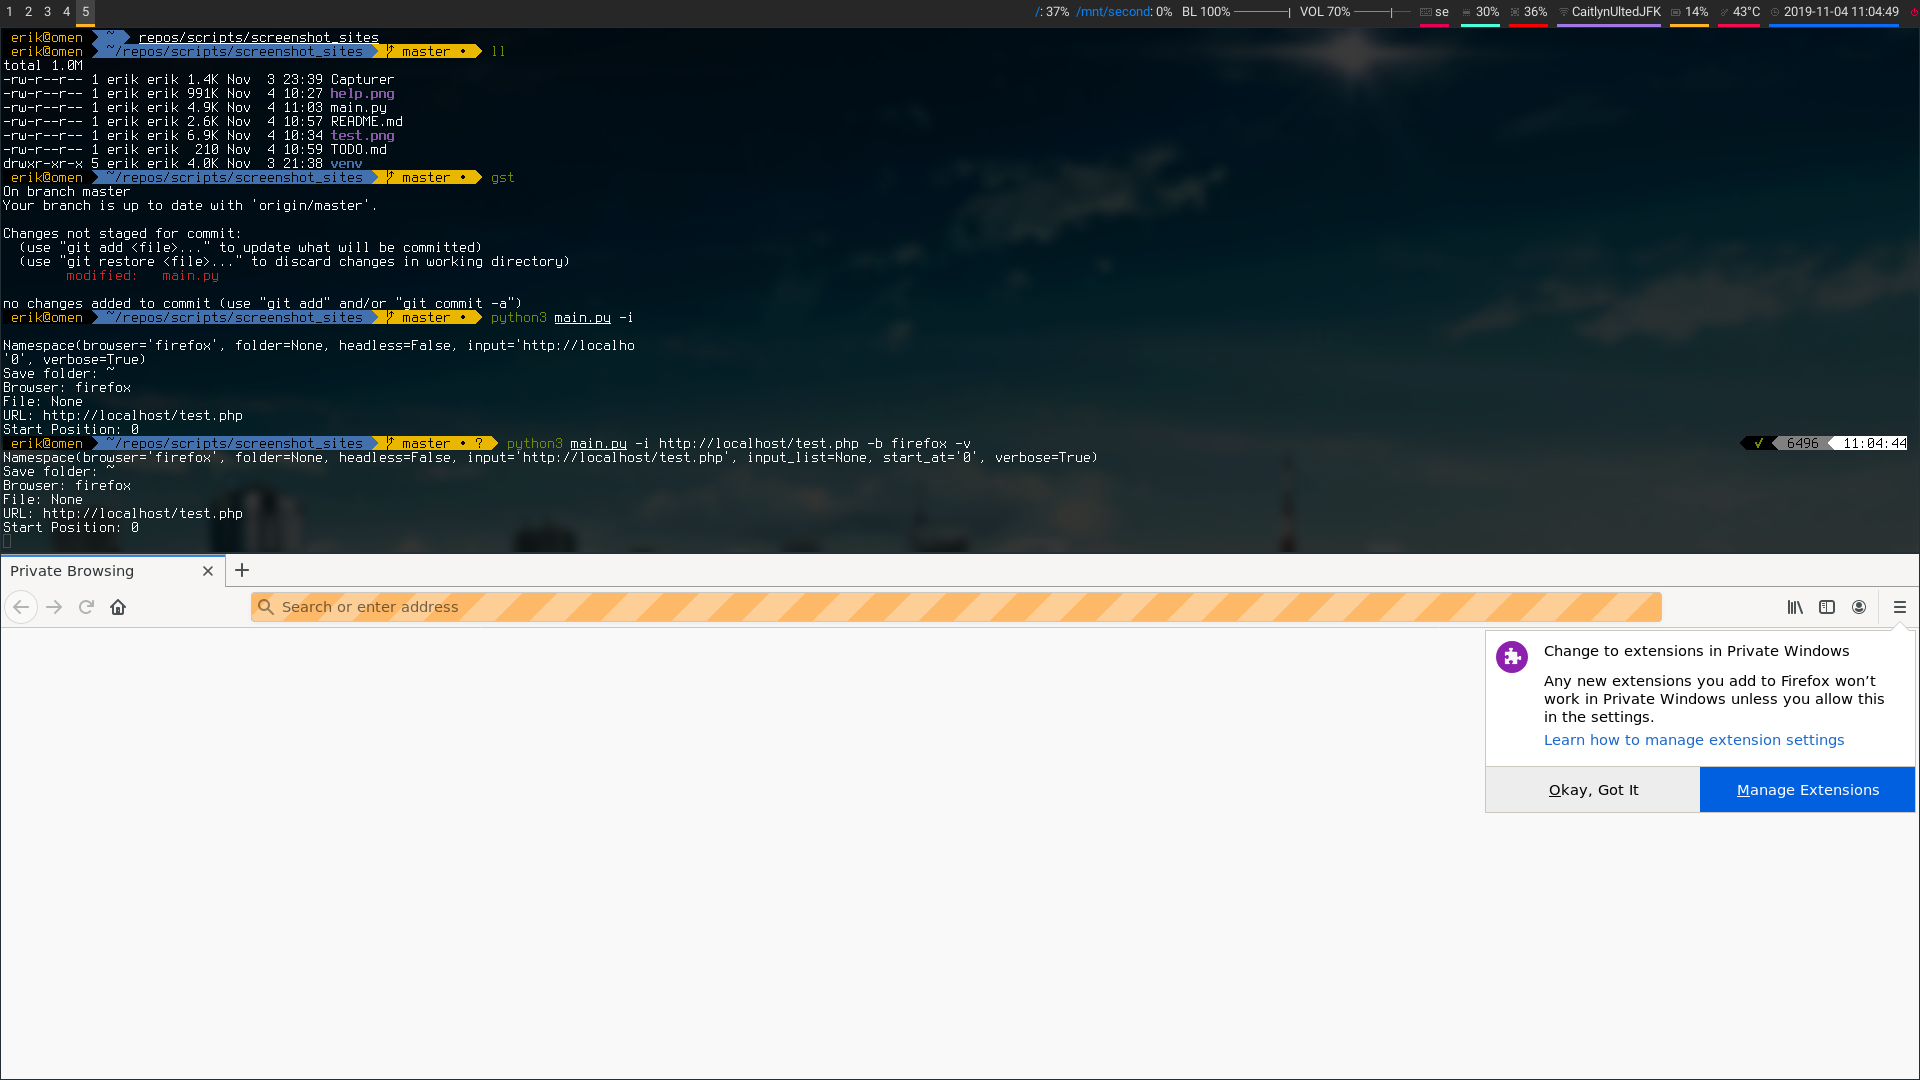 1 2 3 4 5
/: 37% /mnt/second: 0% BL 100% VOL 70% se 30% 36% CaitlynUltedJFK 14% 43°C 2019-11-04 11:04:49
erik@omen ~ repos/scripts/screenshot_sites
erik@omen ~/repos/scripts/screenshot_sites master • ll
total 1.0M
-rw-r--r-- 1 erik erik 1.4K Nov  3 23:39 Capturer
-rw-r--r-- 1 erik erik 991K Nov  4 10:27 help.png
-rw-r--r-- 1 erik erik 4.9K Nov  4 11:03 main.py
-rw-r--r-- 1 erik erik 2.6K Nov  4 10:57 README.md
-rw-r--r-- 1 erik erik 6.9K Nov  4 10:34 test.png
-rw-r--r-- 1 erik erik  210 Nov  4 10:59 TODO.md
drwxr-xr-x 5 erik erik 4.0K Nov  3 21:38 venv
erik@omen ~/repos/scripts/screenshot_sites master • gst
On branch master
Your branch is up to date with 'origin/master'.
Changes not staged for commit:
(use "git add <file>..." to update what will be committed)
(use "git restore <file>..." to discard changes in working directory)
modified:   main.py
no changes added to commit (use "git add" and/or "git commit -a")
erik@omen ~/repos/scripts/screenshot_sites master • python3 main.py -i
Namespace(browser='firefox', folder=None, headless=False, input='http://localho
'0', verbose=True)
Save folder: ~
Browser: firefox
File: None
URL: http://localhost/test.php
Start Position: 0
erik@omen ~/repos/scripts/screenshot_sites master • ? python3 main.py -i http://localhost/test.php -b firefox -v ✓ 6496 11:04:44
Namespace(browser='firefox', folder=None, headless=False, input='http://localhost/test.php', input_list=None, start_at='0', verbose=True)
Save folder: ~
Browser: firefox
File: None
URL: http://localhost/test.php
Start Position: 0
Private Browsing
Search or enter address
Change to extensions in Private Windows
Any new extensions you add to Firefox won’t
work in Private Windows unless you allow this
in the settings.
Learn how to manage extension settings
Okay, Got It
Manage Extensions